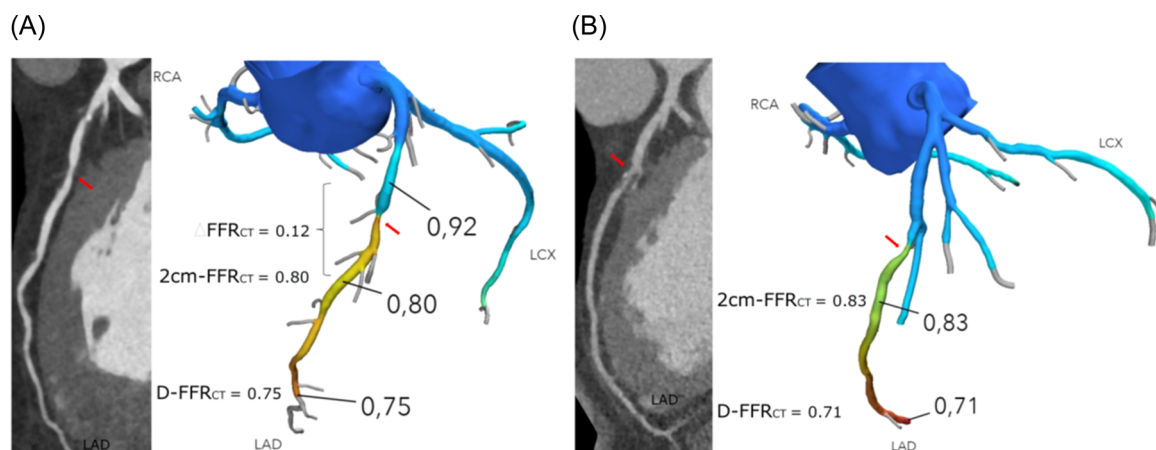 (A)
RCA
△FFRCT = 0.12
0,92
2cm-FFRCT = 0.80
LCX
0,80
D-FFRCT = 0.75
0,75
LAD
LAD
(B)
RCA
LCX
2cm-FFRCT = 0.83
0,83
LAD
D-FFRCT = 0.71
0,71
LAD